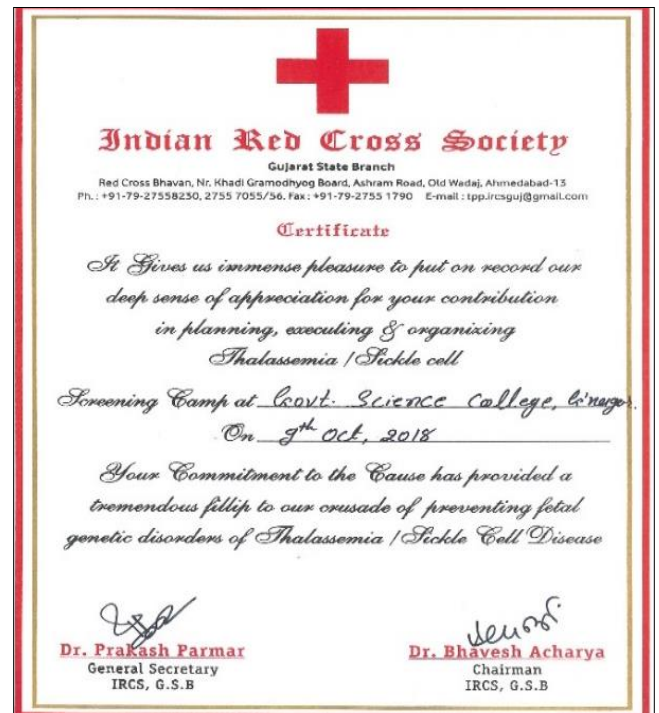 Indian Red Cross Society
Gujarat State Branch
Red Cross Bhavan, Nr. Khadi Gramodhyog Board, Ashram Road, Old Wadaj, Ahmedabad-13
Ph.: +91-79-27558230, 2755 7055/56. Fax: +91-79-2755 1790 E-mail : tpp.ircsguj@gmail.com
Certificate
It Gives us immense pleasure to put on record our
deep sense of appreciation for your contribution
in planning, executing & organizing
Thalassemia / Sickle cell
Screening Camp at Govt. Science College,
On 9th Oct, 2018
Your Commitment to the Cause has provided a
tremendous fillip to our crusade of preventing fetal
genetic disorders of Thalassemia / Sickle Cell Disease
Dr. Prakash Parmar
General Secretary
IRCS, G.S.B
Dr. Bhavesh Acharya
Chairman
IRCS, G.S.B